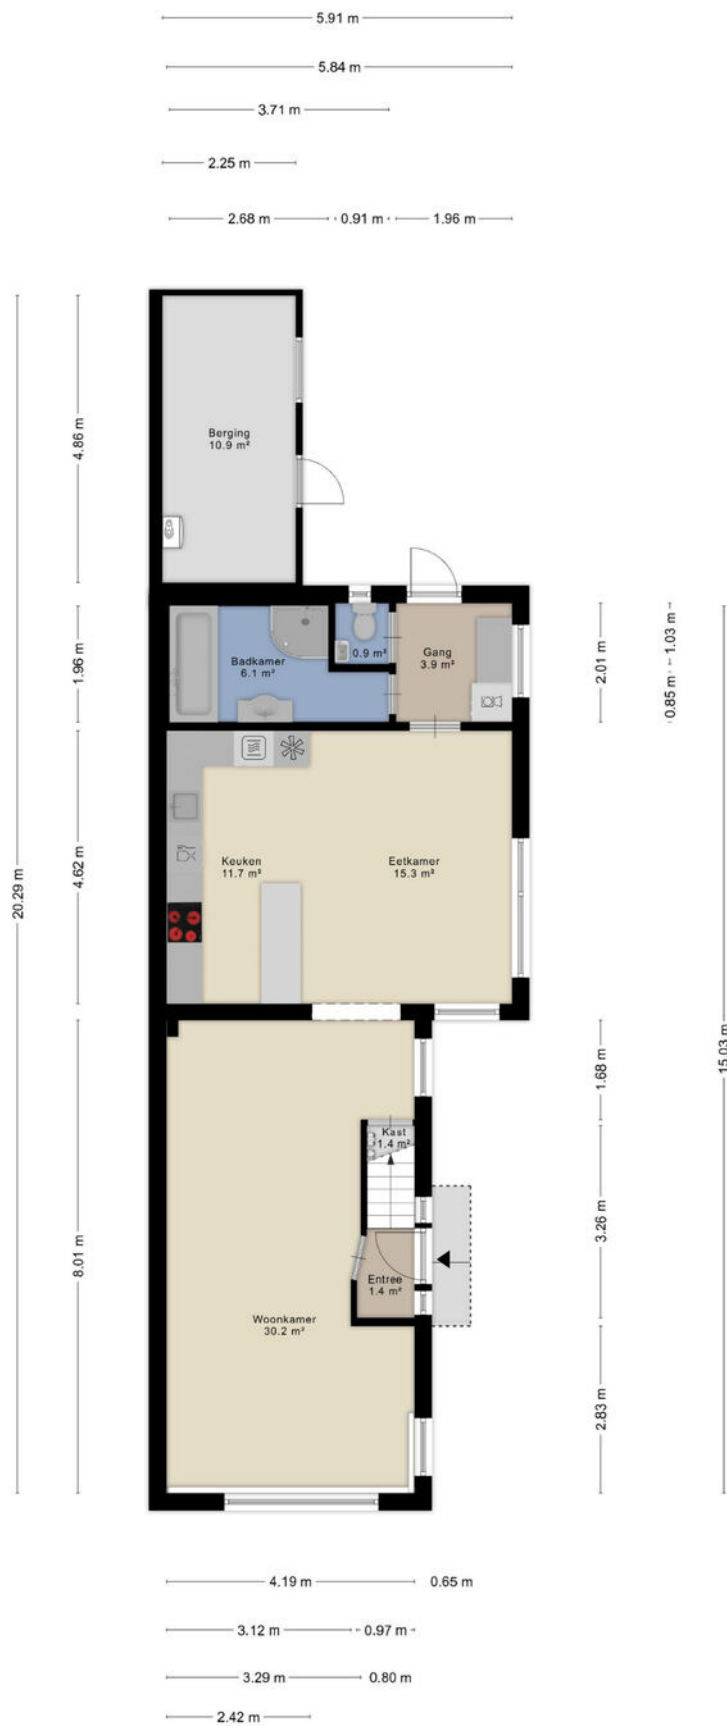 5.91 m
5.84 m
3.71 m
2.25 m
2.68 m
0.91 m
1.96 m
4.86 m
Berging
10.9 m²
20.29 m
1.96 m
Badkamer
6.1 m²
0.9 m²
Gang
3.9 m²
2.01 m
0.85 m
1.03 m
4.62 m
Keuken
11.7 m²
Eetkamer
15.3 m²
15.03 m
8.01 m
1.68 m
Kast
1.4 m²
3.26 m
Entree
1.4 m²
Woonkamer
30.2 m²
2.83 m
4.19 m
0.65 m
3.12 m
0.97 m
3.29 m
0.80 m
2.42 m